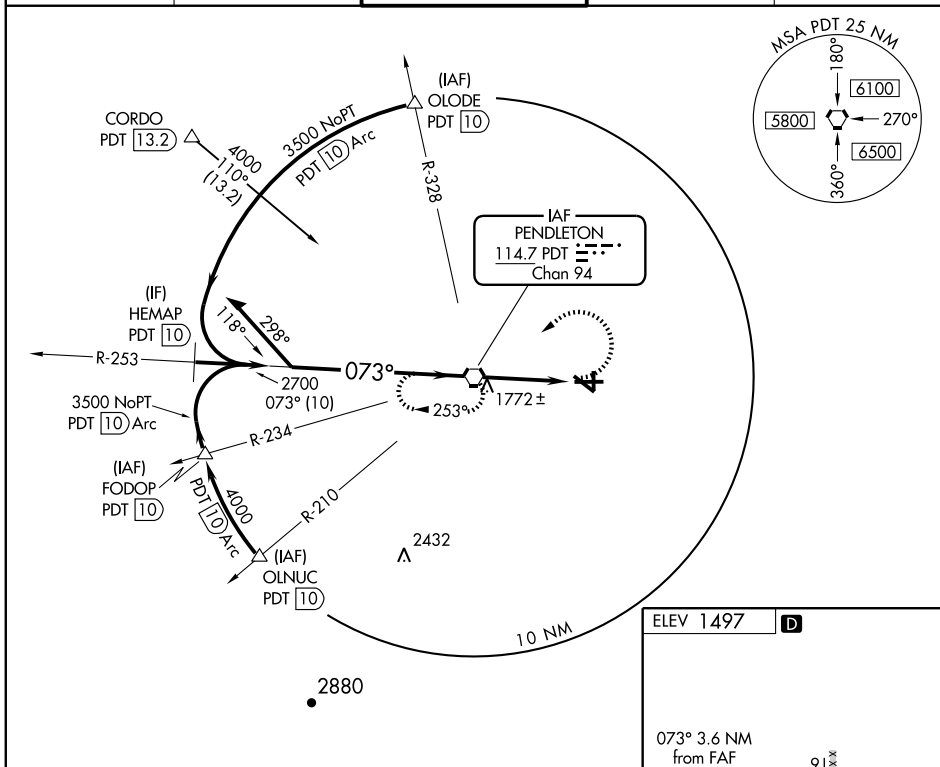 MSA PDT 25 NM
180°
6100
5800
270°
6500
360°
(IAF)
OLODE
PDT 10
CORDO
PDT 13.2
3500 NoPT
PDT 10 Arc
4000
110°
(13.2)
R-328
IAF
PENDLETON
114.7 PDT
Chan 94
(IF)
HEMAP
PDT 10
118°
298°
R-253
073°
2700
073° (10)
1772 ±
253°
3500 NoPT
PDT 10 Arc
R-234
(IAF)
FODOP
PDT 10
4000
PDT 10 Arc
R-210
2432
(IAF)
OLNUC
PDT 10
10 NM
2880
ELEV 1497
D
073° 3.6 NM
from FAF
91